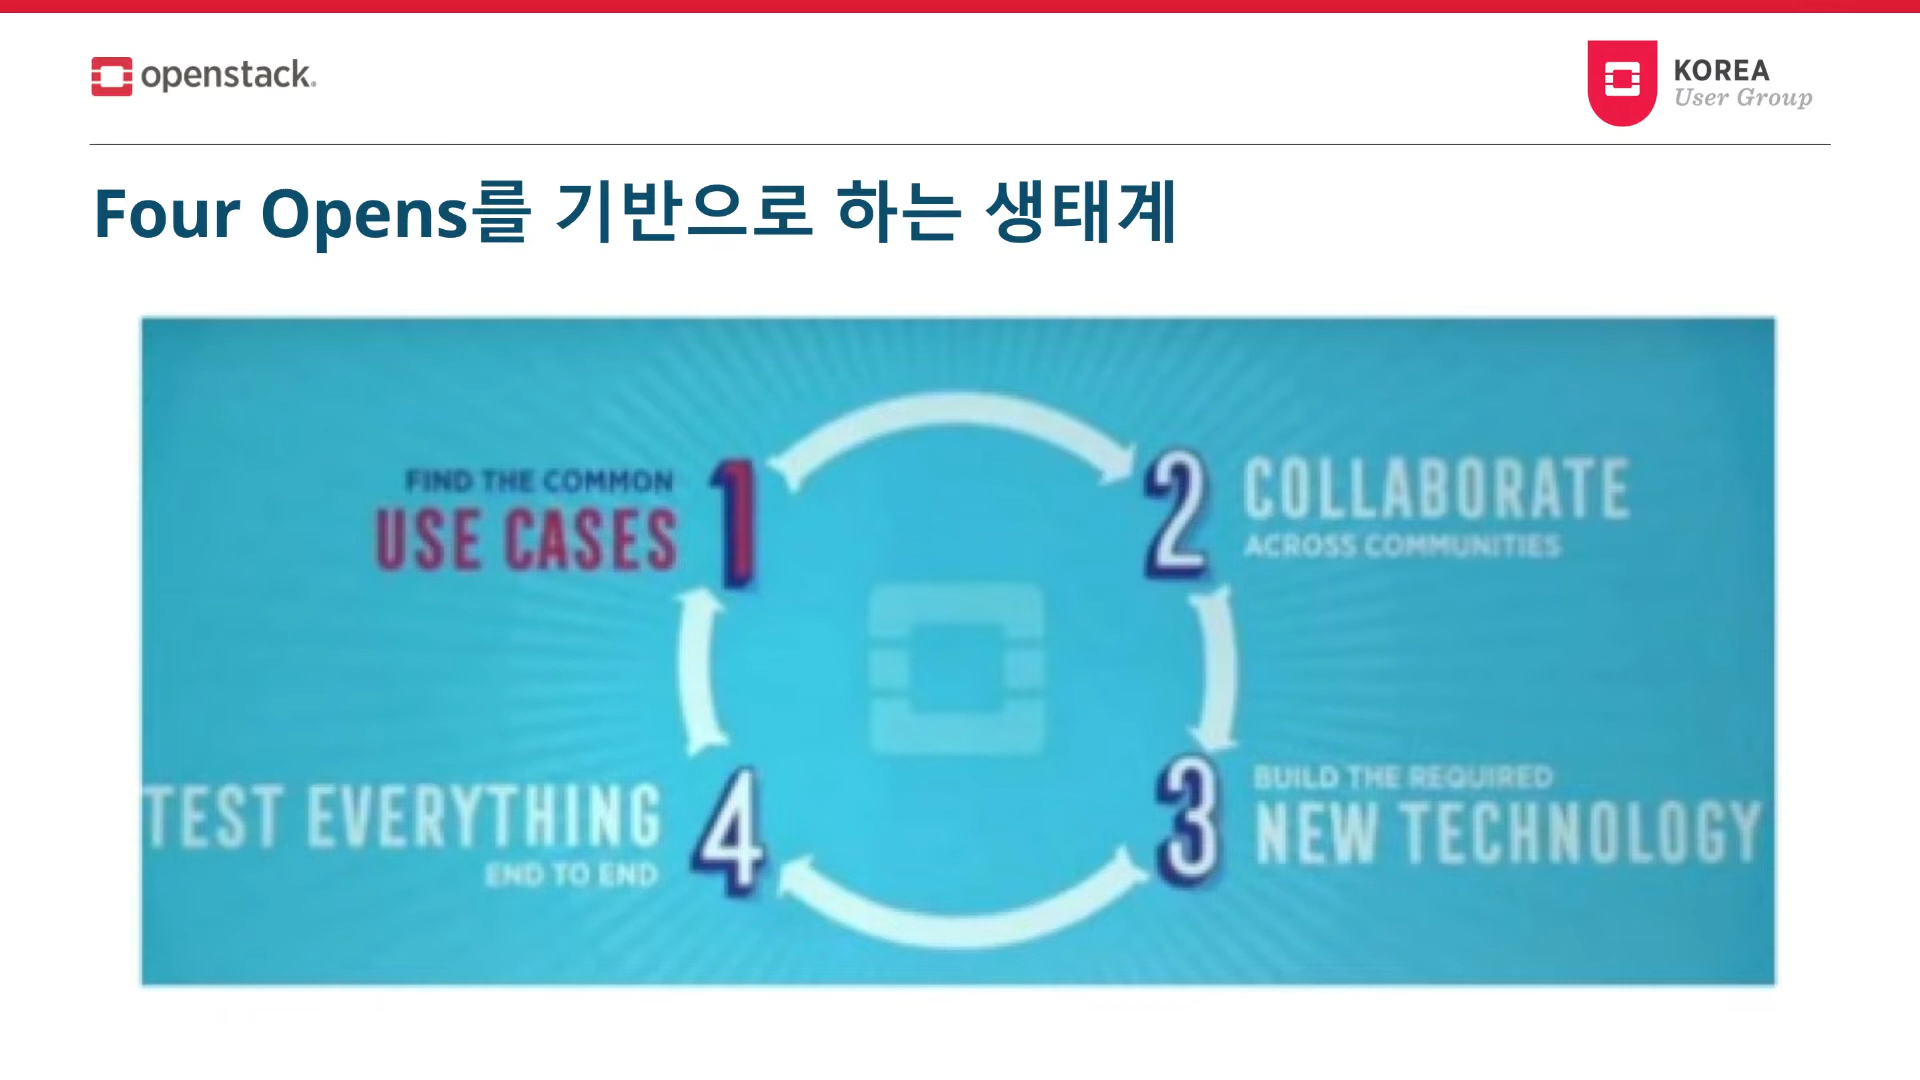 openstack.
KOREA
User Group
Four Opens를 기반으로 하는 생태계
FIND THE COMMON
USE CASES
1
2
COLLABORATE
ACROSS COMMUNITIES
TEST EVERYTHING
END TO END
4
3
BUILD THE REQUIRED
NEW TECHNOLOGY